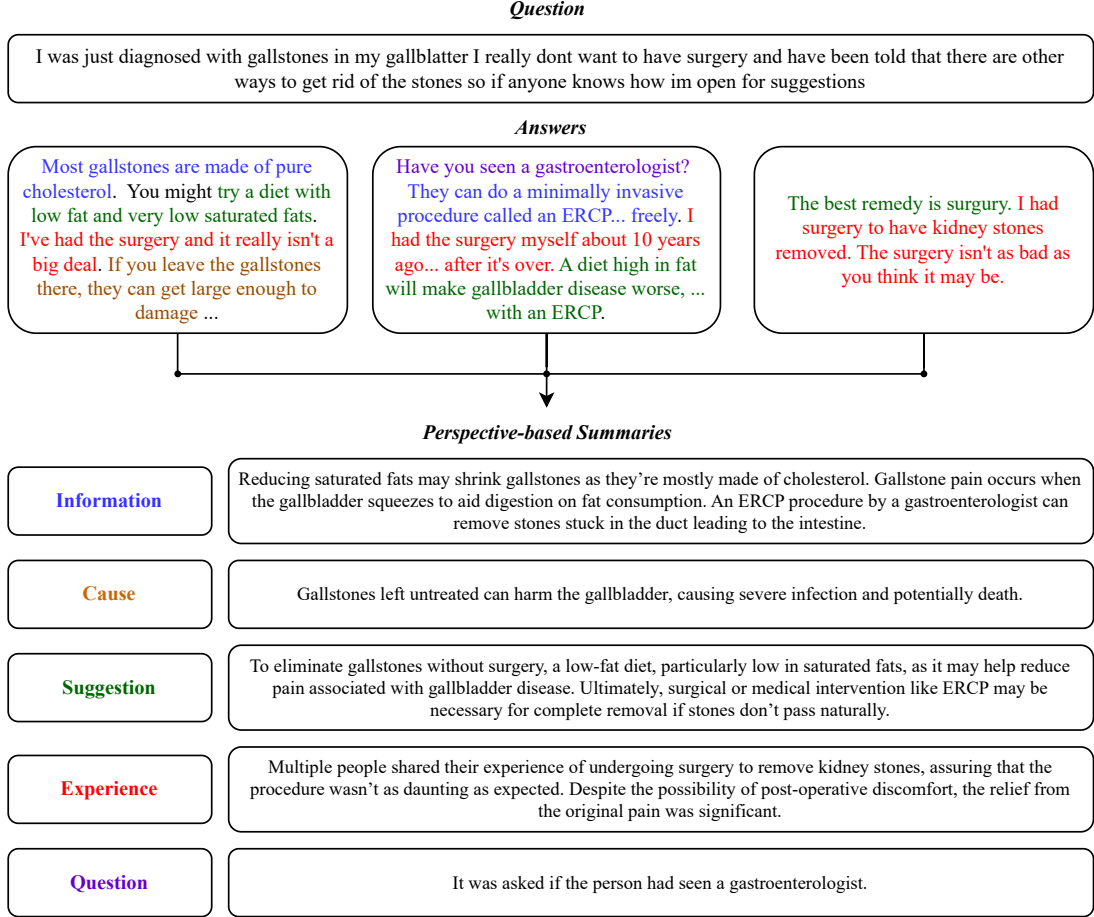 Question
I was just diagnosed with gallstones in my gallblatter I really dont want to have surgery and have been told that there are other
ways to get rid of the stones so if anyone knows how im open for suggestions
Answers
Most gallstones are made of pure
cholesterol. You might try a diet with
low fat and very low saturated fats.
I've had the surgery and it really isn't a
big deal. If you leave the gallstones
there, they can get large enough to
damage ...
Have you seen a gastroenterologist?
They can do a minimally invasive
procedure called an ERCP... freely. I
had the surgery myself about 10 years
ago... after it's over. A diet high in fat
will make gallbladder disease worse, ...
with an ERCP.
The best remedy is surgury. I had
surgery to have kidney stones
removed. The surgery isn't as bad as
you think it may be.
Perspective-based Summaries
Information
Reducing saturated fats may shrink gallstones as they're mostly made of cholesterol. Gallstone pain occurs when
the gallbladder squeezes to aid digestion on fat consumption. An ERCP procedure by a gastroenterologist can
remove stones stuck in the duct leading to the intestine.
Cause
Gallstones left untreated can harm the gallbladder, causing severe infection and potentially death.
Suggestion
To eliminate gallstones without surgery, a low-fat diet, particularly low in saturated fats, as it may help reduce
pain associated with gallbladder disease. Ultimately, surgical or medical intervention like ERCP may be
necessary for complete removal if stones don't pass naturally.
Experience
Multiple people shared their experience of undergoing surgery to remove kidney stones, assuring that the
procedure wasn't as daunting as expected. Despite the possibility of post-operative discomfort, the relief from
the original pain was significant.
Question
It was asked if the person had seen a gastroenterologist.